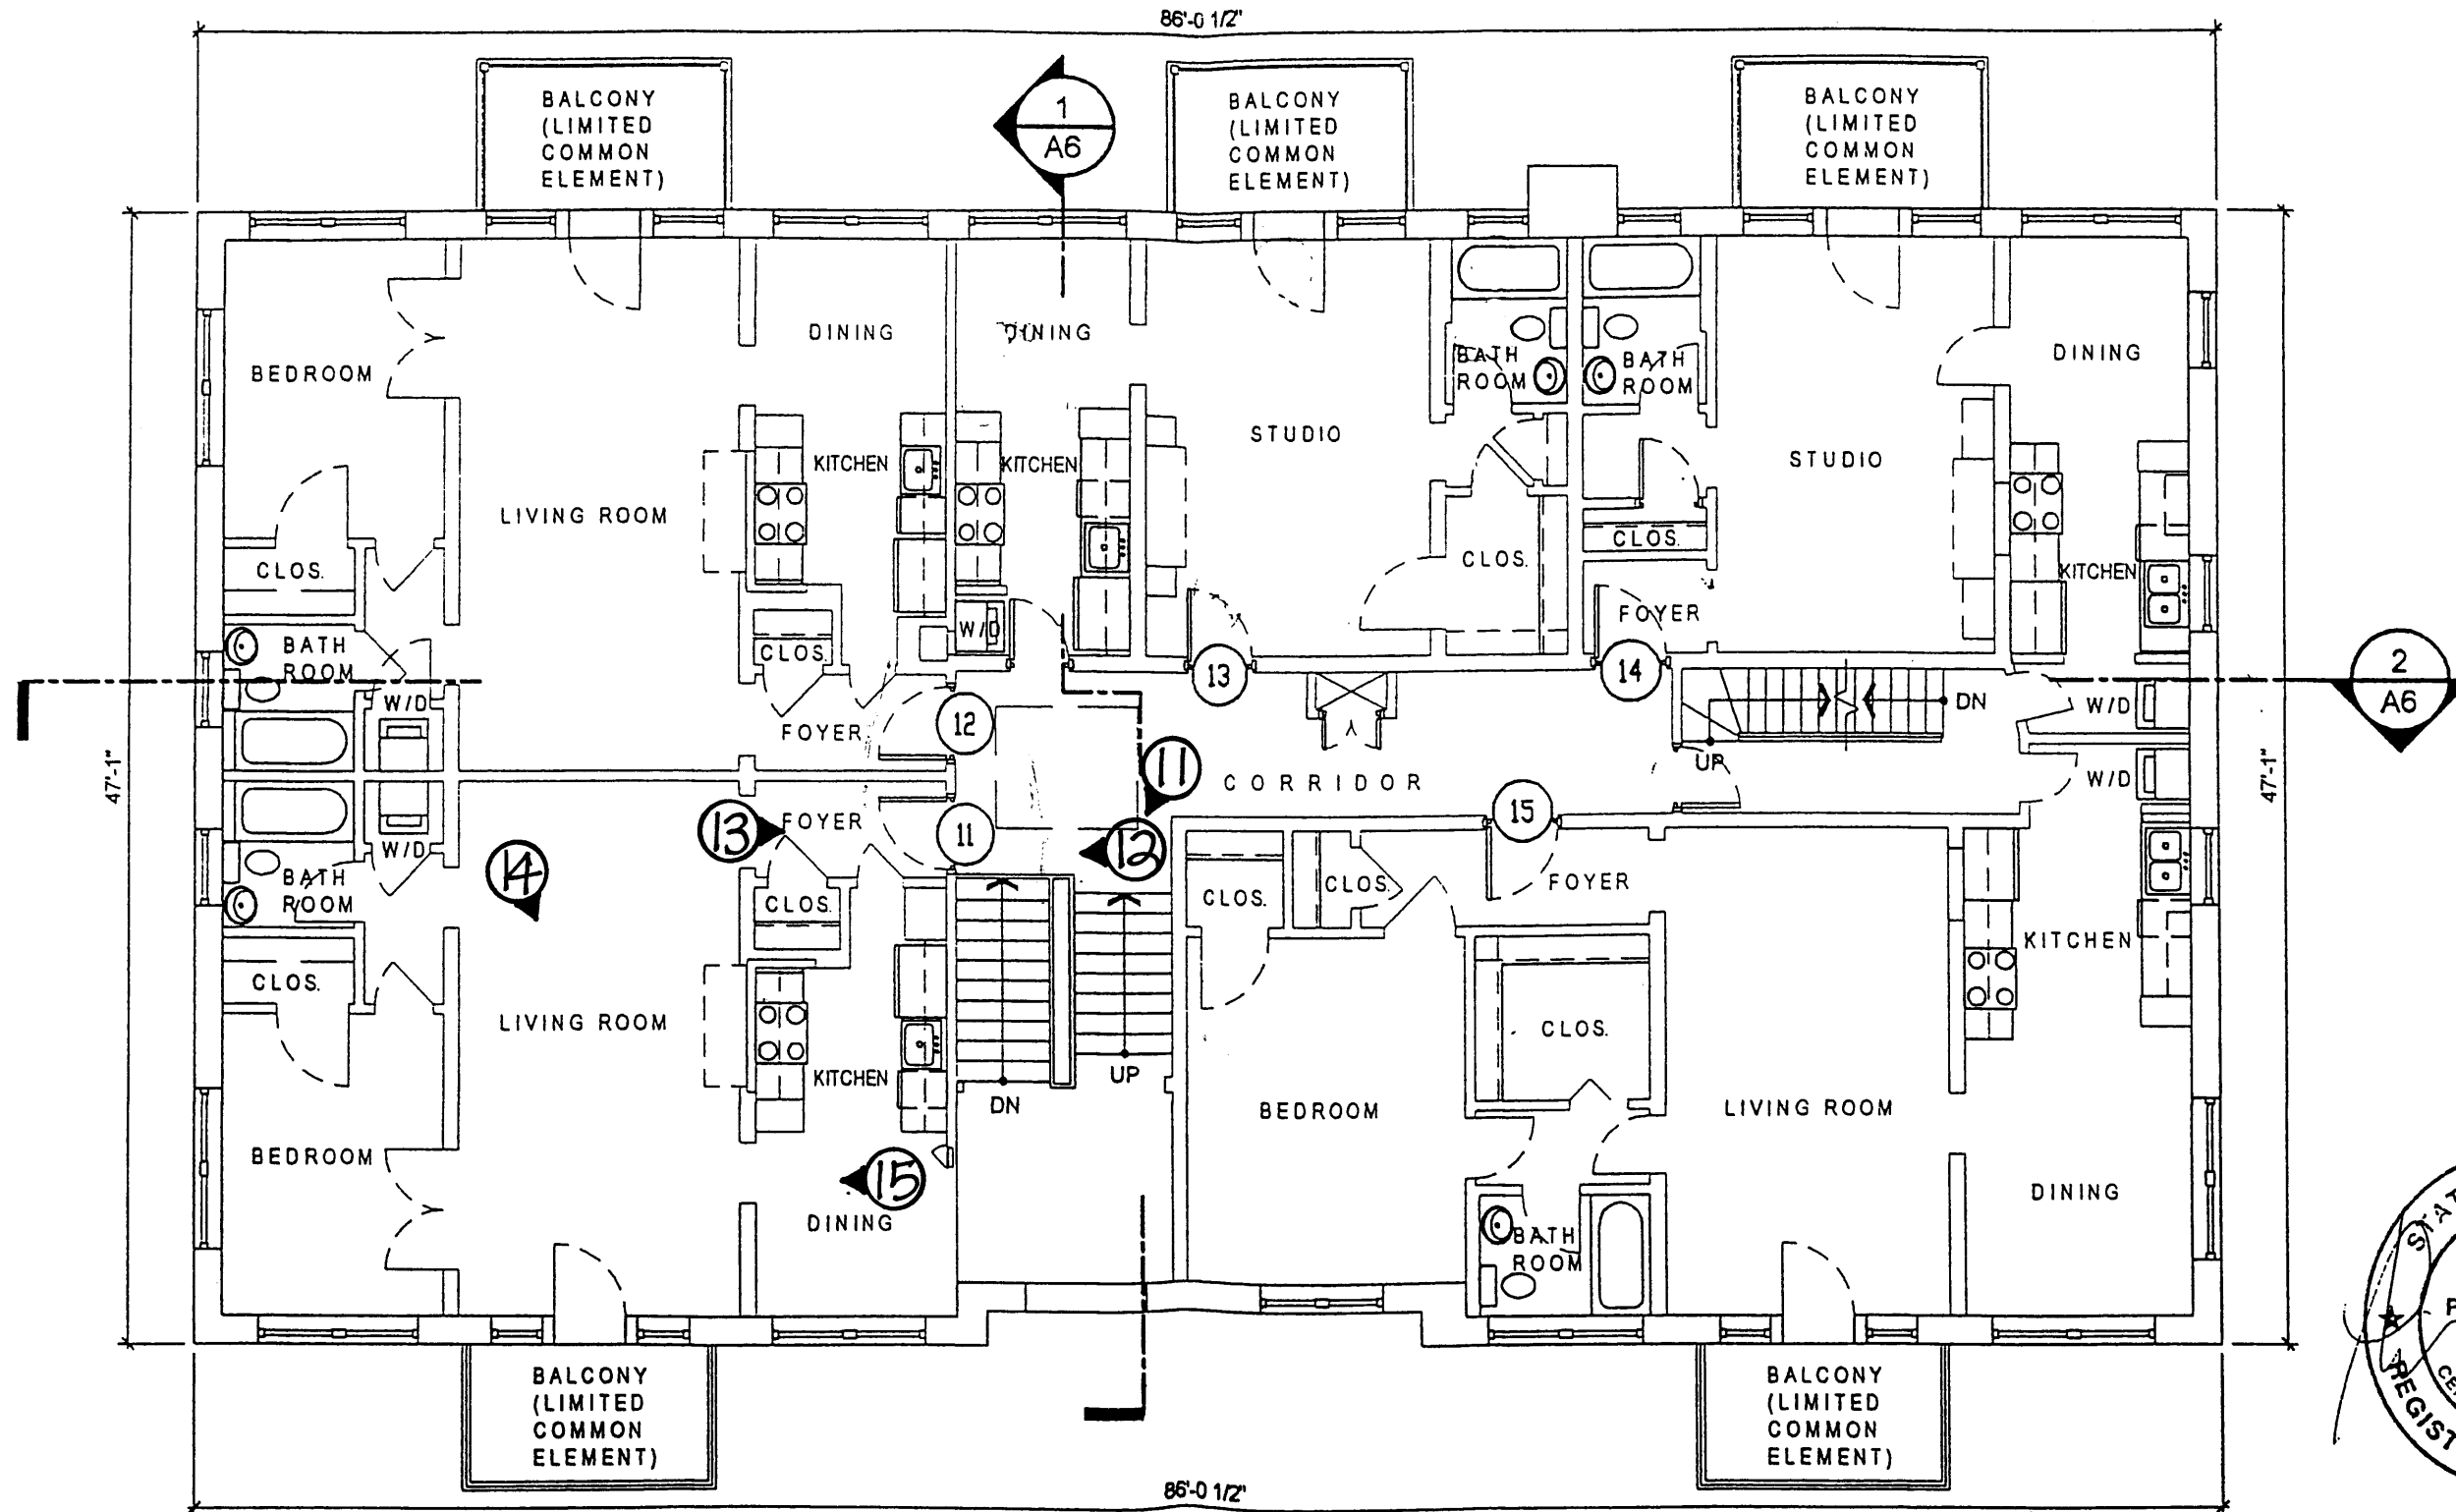 86'-0 1/2"
BALCONY
(LIMITED
COMMON
ELEMENT)
1
A6
BALCONY
(LIMITED
COMMON
ELEMENT)
BALCONY
(LIMITED
COMMON
ELEMENT)
BEDROOM
DINING
DINING
BATH
ROOM
BATH
ROOM
DINING
LIVING ROOM
KITCHEN
KITCHEN
STUDIO
STUDIO
CLOS.
CLOS.
CLOS.
KITCHEN
BATH
ROOM
CLOS.
W/D
FOYER
W/D
FOYER
12
13
14
DN
UP
W/D
2
A6
47'-1"
CORRIDOR
W/D
47'-1"
11
13
FOYER
11
12
15
W/D
14
BATH
ROOM
CLOS.
CLOS.
CLOS.
FOYER
CLOS.
LIVING ROOM
KITCHEN
DN
UP
CLOS.
KITCHEN
BEDROOM
BEDROOM
LIVING ROOM
15
DINING
BATH
ROOM
DINING
BALCONY
(LIMITED
COMMON
ELEMENT)
BALCONY
(LIMITED
COMMON
ELEMENT)
86'-0 1/2"